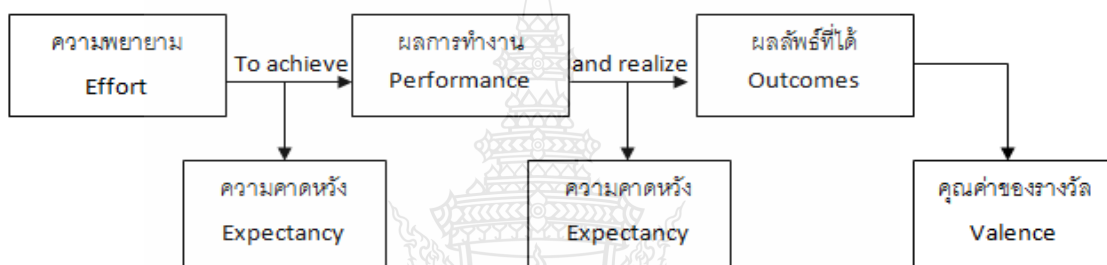 ความพยายาม
Effort
To achieve
ผลการทำงาน
Performance
and realize
ผลลัพธ์ที่ได้
Outcomes
ความคาดหวัง
Expectancy
ความคาดหวัง
Expectancy
คุณค่าของรางวัล
Valence